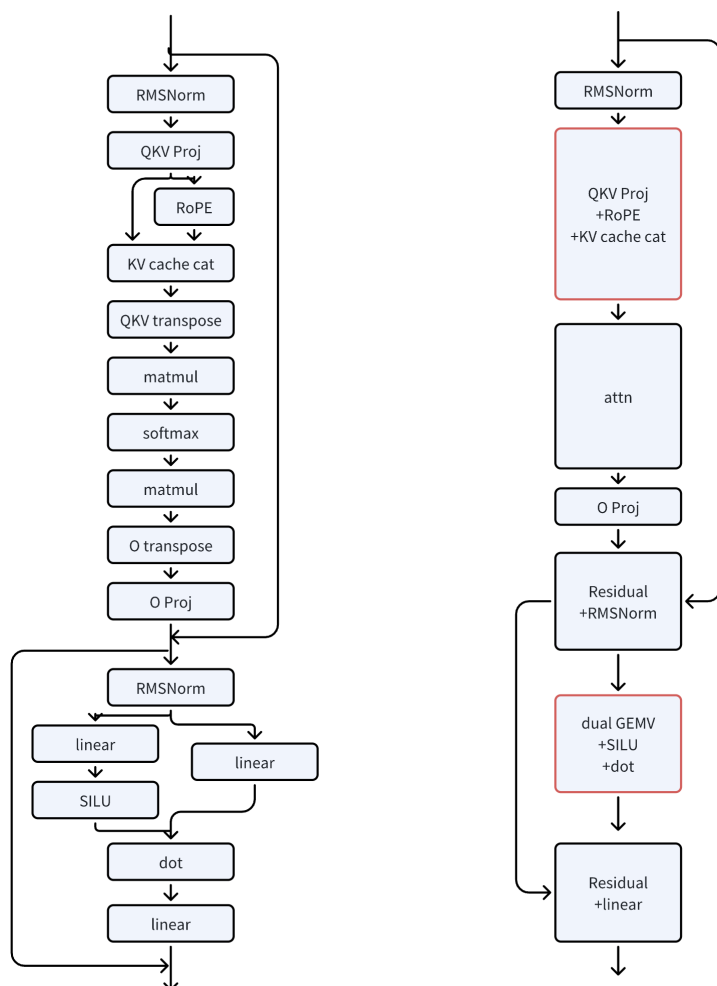 RMSNorm
QKV Proj
RoPE
KV cache cat
QKV transpose
matmul
softmax
matmul
O transpose
O Proj
RMSNorm
linear
linear
SILU
dot
linear
RMSNorm
QKV Proj
+RoPE
+KV cache cat
attn
O Proj
Residual
+RMSNorm
dual GEMV
+SILU
+dot
Residual
+linear